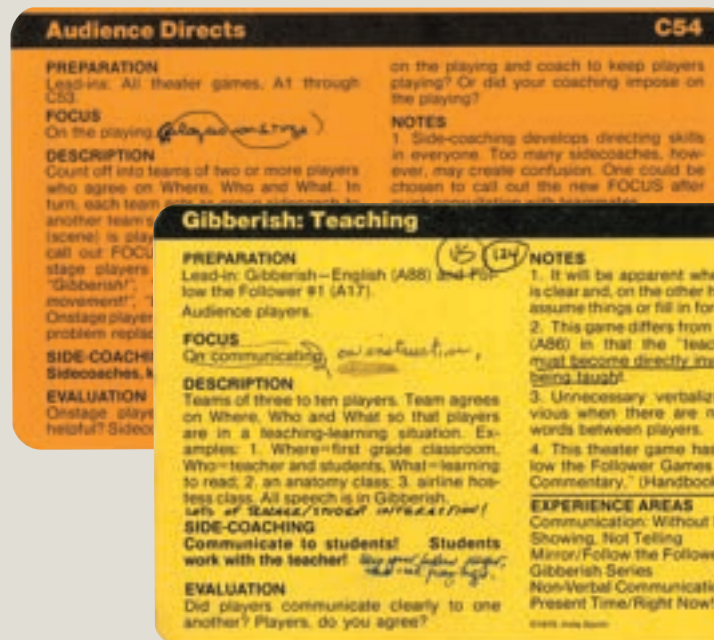 Audience Directs
C54
PREPARATION
Lead-ins: All theater games, A1 through
C53.
FOCUS
On the playing
DESCRIPTION
Count off into teams of two or more players
who agree on Where, Who and What. In
turn, each team
another team's
(scene) is play
call out FOCU
stage players
"Gibberish!",
movement!",
Onstage player
problem replac
SIDE-COACHI
Sidecoaches, k
EVALUATION
Onstage playe
helpful? Sidec
on the playing and coach to keep players
playing? Or did your coaching impose on
the playing?
NOTES
1. Side-coaching develops directing skills
in everyone. Too many sidecoaches, how-
ever, may create confusion. One could be
chosen to call out the new FOCUS after
Gibberish: Teaching
PREPARATION
Lead-in: Gibberish—English (A88) and Fol-
low the Follower #1 (A17).
Audience players.
FOCUS
On communicating on instruction,
DESCRIPTION
Teams of three to ten players. Team agrees
on Where, Who and What so that players
are in a teaching-learning situation. Ex-
amples: 1. Where=first grade classroom,
Who=teacher and students, What=learning
to read; 2. an anatomy class; 3. airline hos-
tess class. All speech is in Gibberish.
LOTS OF TEACHER/STUDENT INTERACTION!
SIDE-COACHING
Communicate to students! Students
work with the teacher!
EVALUATION
Did players communicate clearly to one
another? Players, do you agree?
124
NOTES
1. It will be apparent whe
is clear and, on the other h
assume things or fill in for
2. This game differs from
(A86) in that the "teac
must become directly inv
being taught.
3. Unnecessary verbaliz
vious when there are n
words between players.
4. This theater game has
low the Follower Games
Commentary," (Handbook
EXPERIENCE AREAS
Communication: Without
Showing, Not Telling
Mirror/Follow the Followe
Gibberish Series
Non-Verbal Communicatio
Present Time/Right Now!